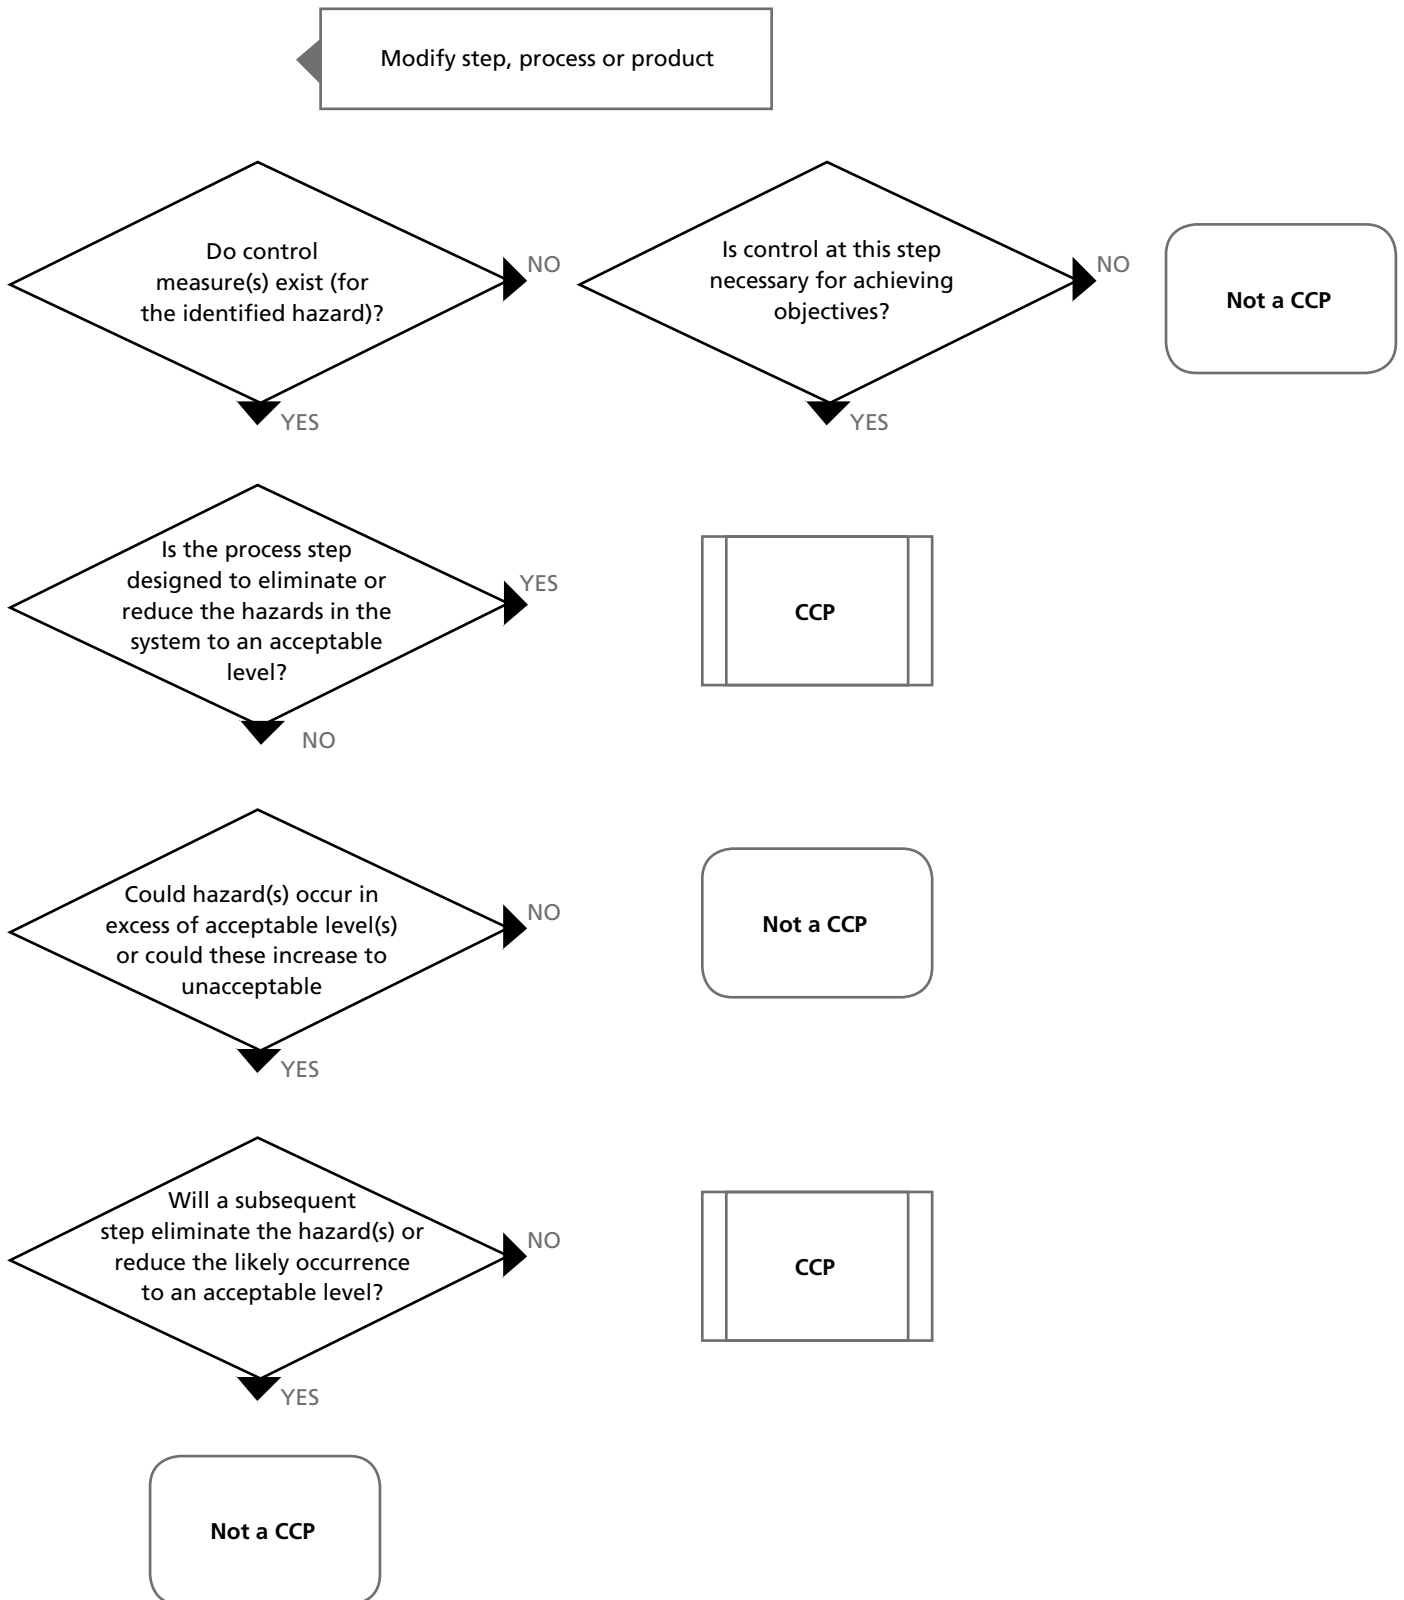 Modify step, process or product
Do control
measure(s) exist (for
the identified hazard)?
NO
YES
Is control at this step
necessary for achieving
objectives?
NO
YES
Not a CCP
Is the process step
designed to eliminate or
reduce the hazards in the
system to an acceptable
level?
YES
NO
CCP
Could hazard(s) occur in
excess of acceptable level(s)
or could these increase to
unacceptable
NO
YES
Not a CCP
Will a subsequent
step eliminate the hazard(s) or
reduce the likely occurrence
to an acceptable level?
NO
YES
CCP
Not a CCP